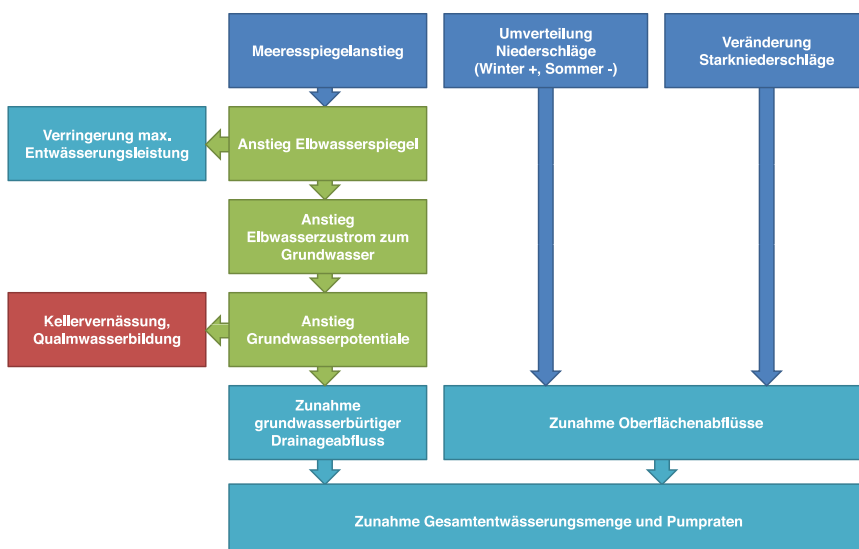 Meeresspiegelanstieg
Umverteilung
Niederschläge
(Winter +, Sommer -)
Veränderung
Starkniederschläge
Verringerung max.
Entwässerungsleistung
Anstieg Elbwasserspiegel
Anstieg
Elbwasserzustrom zum
Grundwasser
Kellervernässung,
Qualmwasserbildung
Anstieg
Grundwasserpotentiale
Zunahme
grundwasserbürtiger
Drainageabfluss
Zunahme Oberflächenabflüsse
Zunahme Gesamtentwässerungsmenge und Pumpraten